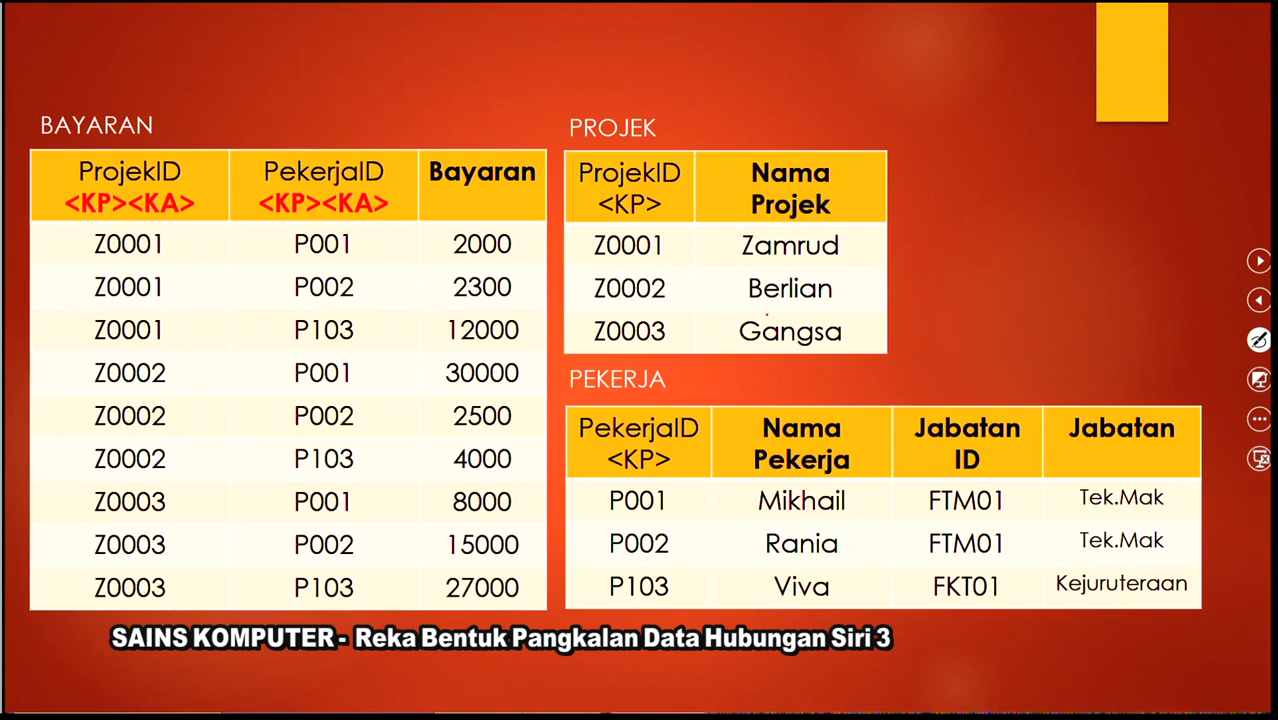 BAYARAN
ProjekID PekerjaID Bayaran
<KP><KA> <KP><KA>
Z0001 P001 2000
Z0001 P002 2300
Z0001 P103 12000
Z0002 P001 30000
Z0002 P002 2500
Z0002 P103 4000
Z0003 P001 8000
Z0003 P002 15000
Z0003 P103 27000
PROJEK
ProjekID Nama
<KP> Projek
Z0001 Zamrud
Z0002 Berlian
Z0003 Gangsa
PEKERJA
PekerjaID Nama Jabatan Jabatan
<KP> Pekerja ID
P001 Mikhail FTM01 Tek.Mak
P002 Rania FTM01 Tek.Mak
P103 Viva FKT01 Kejuruteraan
SAINS KOMPUTER - Reka Bentuk Pangkalan Data Hubungan Siri 3